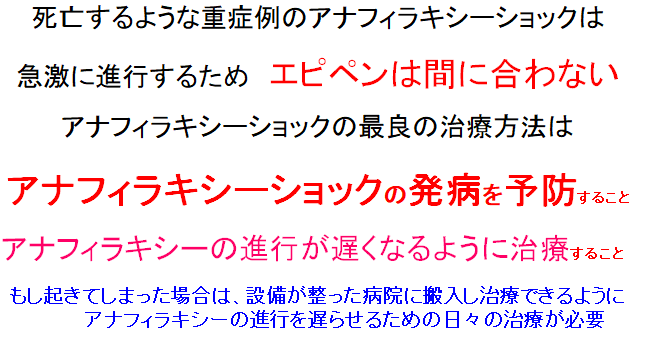 死亡するような重症例のアナフィラキシーショックは
急激に進行するため　エピペンは間に合わない
アナフィラキシーショックの最良の治療方法は
アナフィラキシーショックの発病を予防すること
アナフィラキシーの進行が遅くなるように治療すること
もし起きてしまった場合は、設備が整った病院に搬入し治療できるように
アナフィラキシーの進行を遅らせるための日々の治療が必要